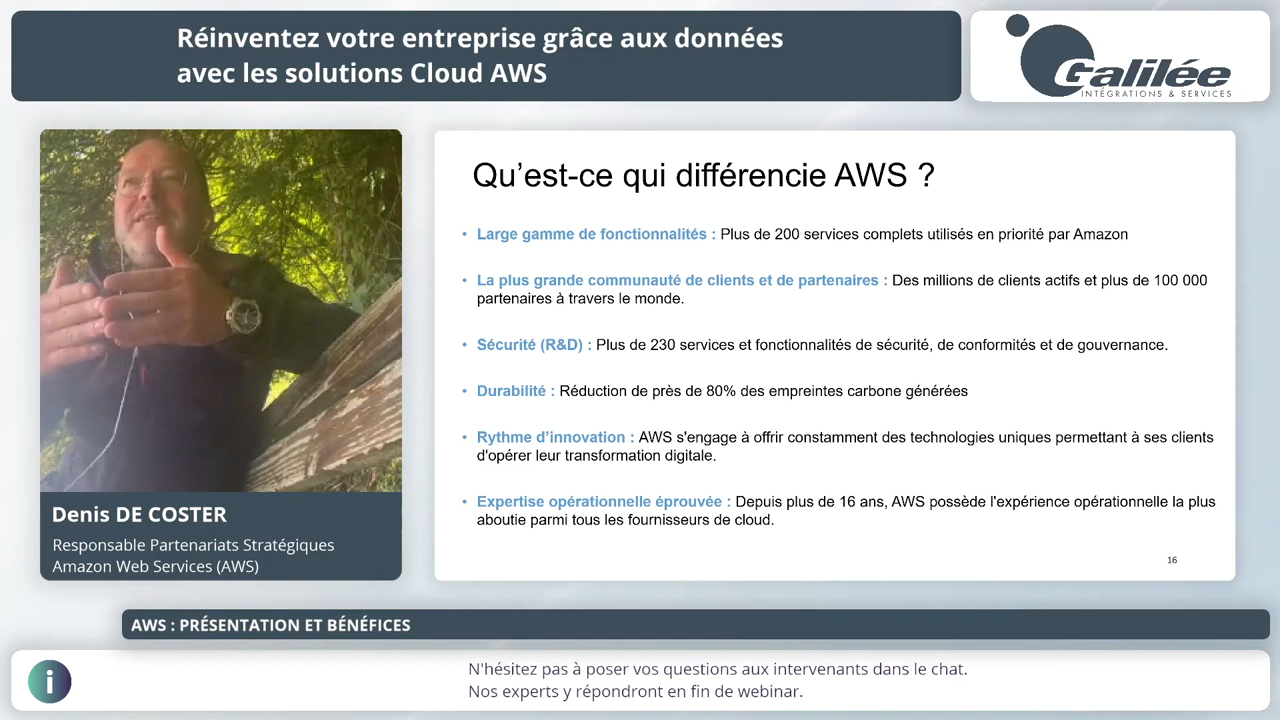 Réinventez votre entreprise grâce aux données
avec les solutions Cloud AWS
Galilée
INTÉGRATIONS & SERVICES
Qu’est-ce qui différencie AWS ?
• Large gamme de fonctionnalités : Plus de 200 services complets utilisés en priorité par Amazon
• La plus grande communauté de clients et de partenaires : Des millions de clients actifs et plus de 100 000
partenaires à travers le monde.
• Sécurité (R&D) : Plus de 230 services et fonctionnalités de sécurité, de conformités et de gouvernance.
• Durabilité : Réduction de près de 80% des empreintes carbone générées
• Rythme d’innovation : AWS s'engage à offrir constamment des technologies uniques permettant à ses clients
d'opérer leur transformation digitale.
• Expertise opérationnelle éprouvée : Depuis plus de 16 ans, AWS possède l'expérience opérationnelle la plus
aboutie parmi tous les fournisseurs de cloud.
16
Denis DE COSTER
Responsable Partenariats Stratégiques
Amazon Web Services (AWS)
AWS : PRÉSENTATION ET BÉNÉFICES
i
N'hésitez pas à poser vos questions aux intervenants dans le chat.
Nos experts y répondront en fin de webinar.